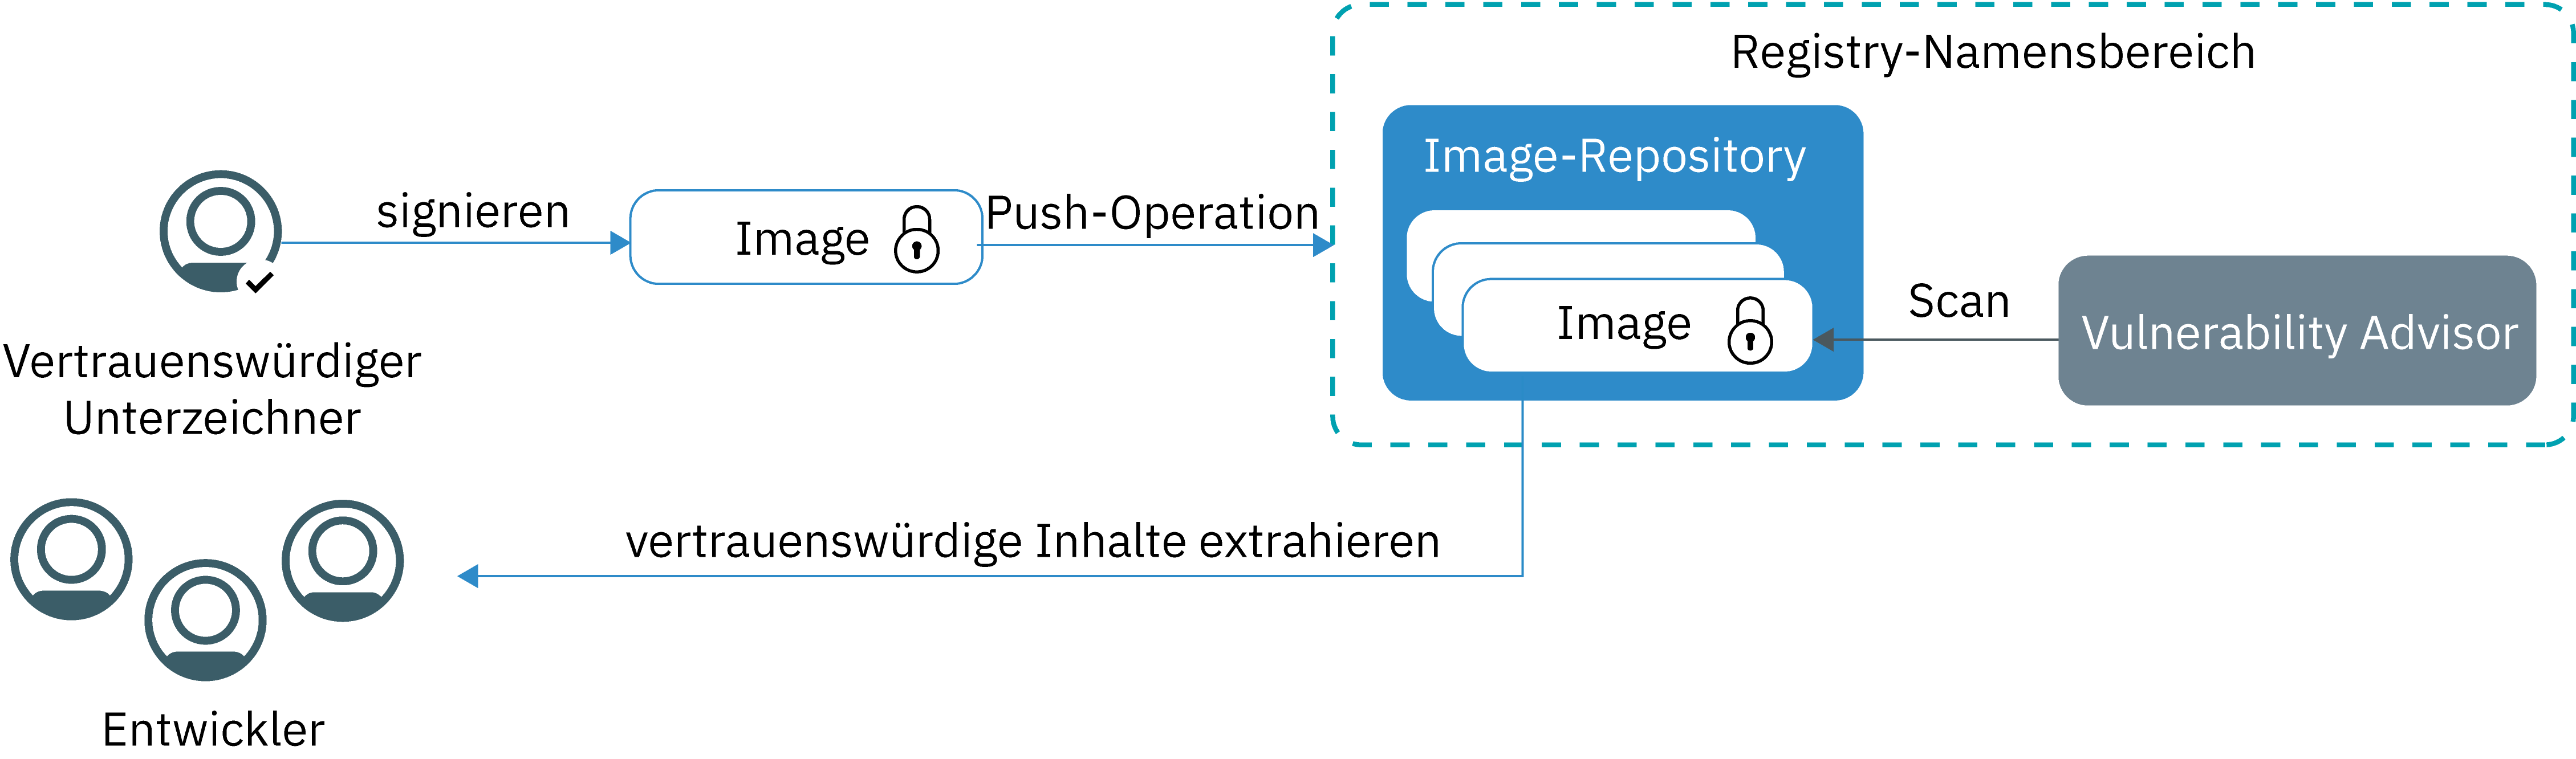 Registry-Namensbereich
Image-Repository
signieren
Image
Push-Operation
Image
Scan
Vulnerability Advisor
Vertrauenswürdiger
Unterzeichner
vertrauenswürdige Inhalte extrahieren
Entwickler